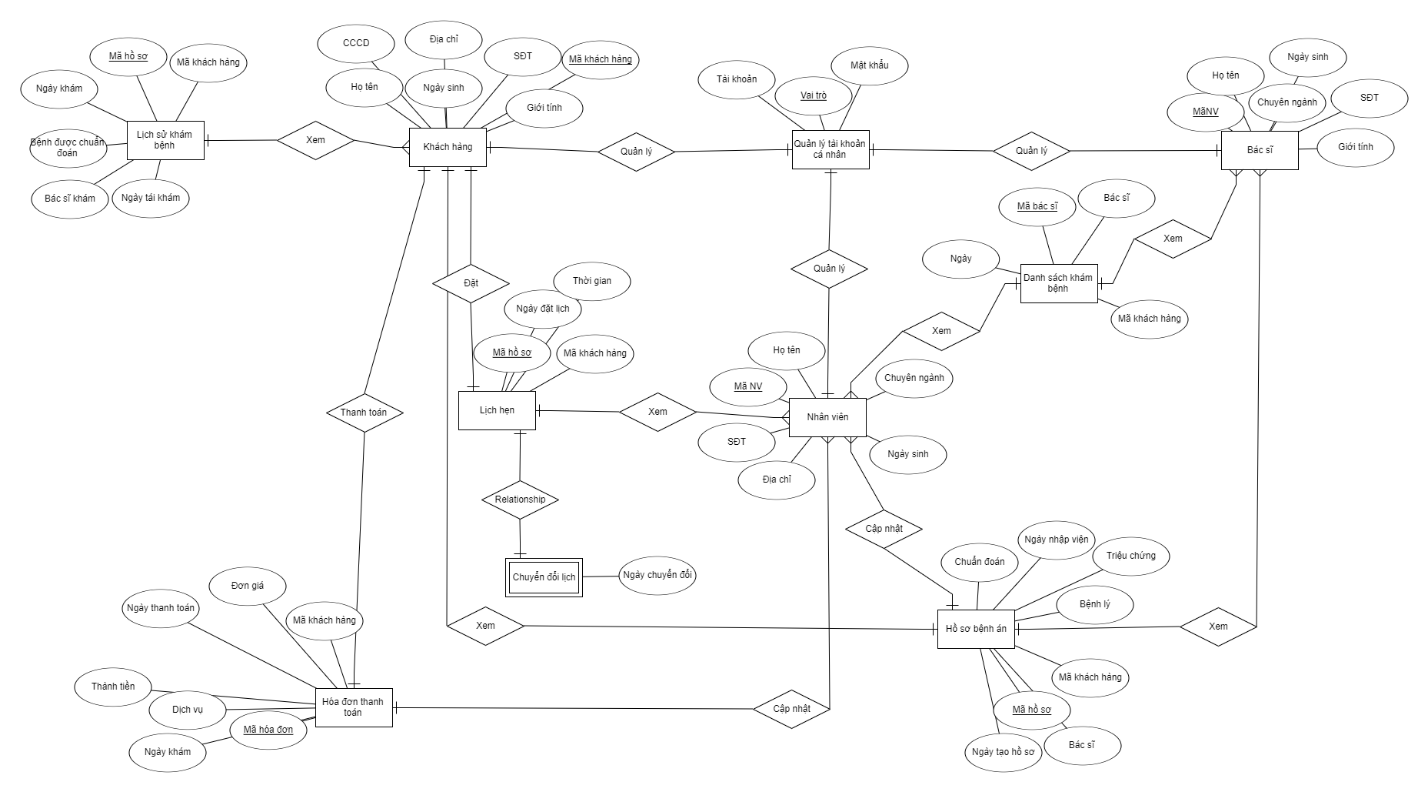 CCCD
Địa chỉ
SĐT
Mã khách hàng
Họ tên
Ngày sinh
Giới tính
Khách hàng
Mã hồ sơ
Mã khách hàng
Ngày khám
Bệnh được chuẩn
đoán
Bác sĩ khám
Ngày tái khám
Lịch sử khám
bệnh
Xem
Quản lý
Tài khoản
Mật khẩu
Vai trò
Quản lý tài khoản
cá nhân
Quản lý
Họ tên
Ngày sinh
MãNV
Chuyên ngành
SĐT
Giới tính
Bác sĩ
Xem
Mã bác sĩ
Bác sĩ
Ngày
Danh sách khám
bệnh
Mã khách hàng
Xem
Quản lý
Đặt
Thời gian
Ngày đặt lịch
Mã hồ sơ
Mã khách hàng
Lịch hẹn
Xem
Họ tên
Mã NV
Chuyên ngành
Nhân viên
SĐT
Địa chỉ
Ngày sinh
Thanh toán
Relationship
Chuyển đổi lịch
Ngày chuyển đổi
Cập nhật
Chuẩn đoán
Ngày nhập viện
Triệu chứng
Bệnh lý
Xem
Hồ sơ bệnh án
Xem
Mã khách hàng
Mã hồ sơ
Bác sĩ
Ngày tạo hồ sơ
Đơn giá
Ngày thanh toán
Mã khách hàng
Thành tiền
Dịch vụ
Mã hóa đơn
Ngày khám
Hóa đơn thanh
toán
Cập nhật